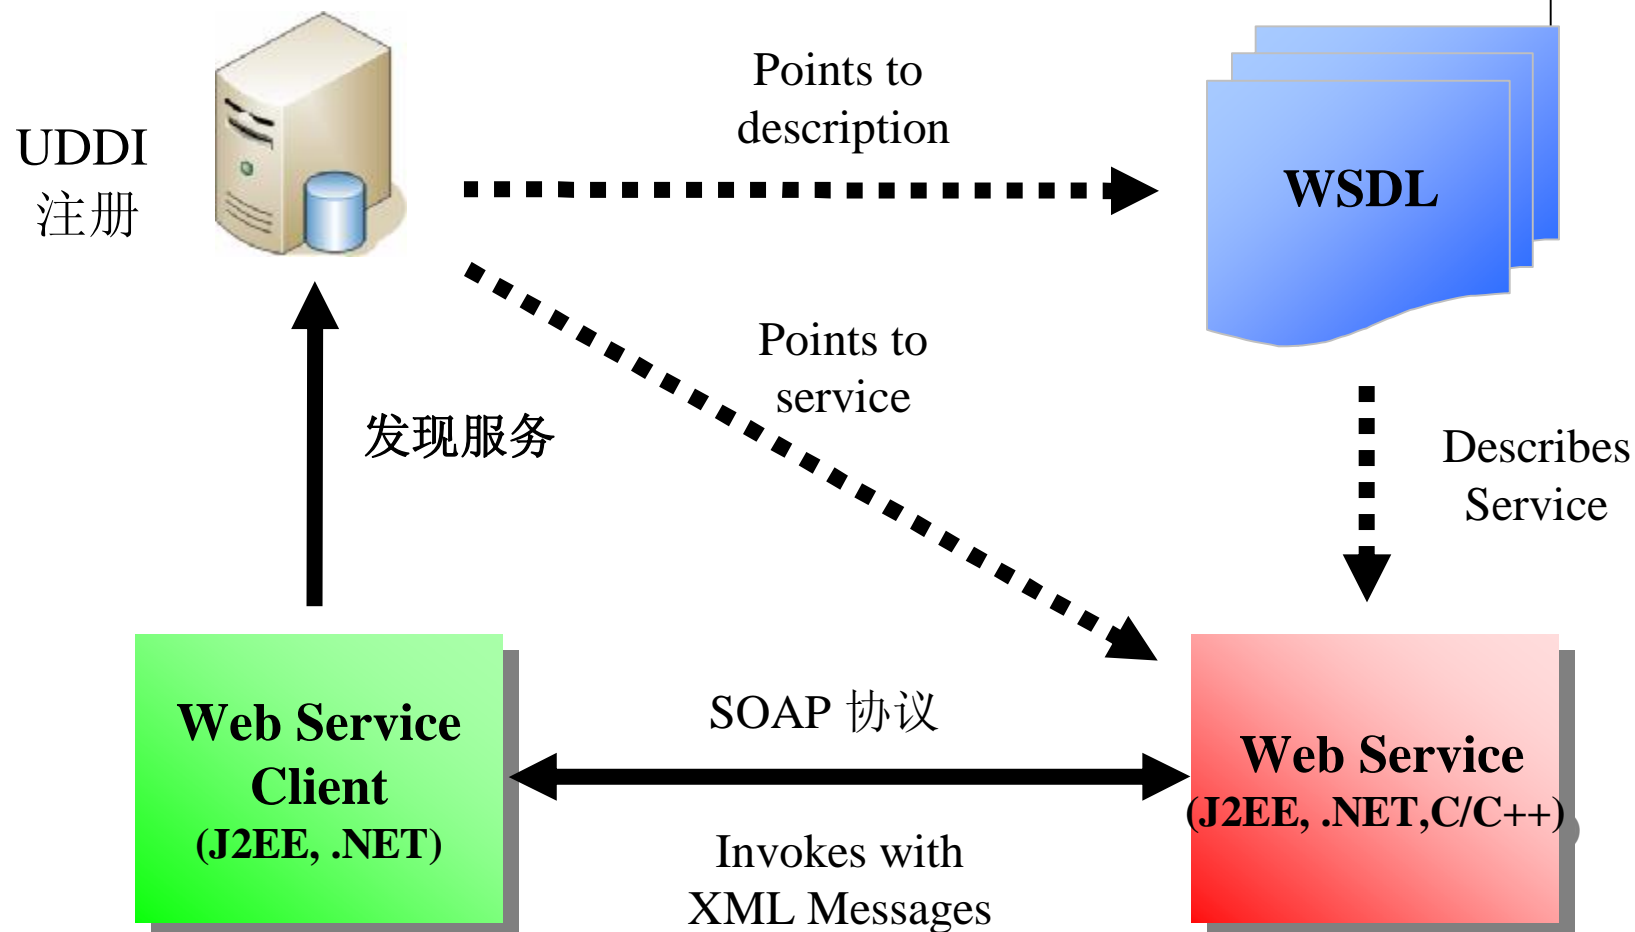 Points to
description
UDDI
注册
WSDL
Points to
service
发现服务
Describes
Service
SOAP 协议
Web Service
Client
(J2EE, .NET)
Web Service
(J2EE, .NET,C/C++)
Invokes with
XML Messages